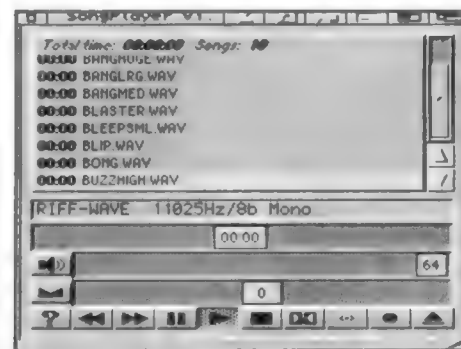 SongPlayer V1.
Total time: 00:00:00 Songs:
00:00 BANGHUGE.WAV
00:00 BANGLRG.WAV
00:00 BANGMED.WAV
00:00 BLASTER.WAV
00:00 BLEEPSML.WAV
00:00 BLIP.WAV
00:00 BONG.WAV
00:00 BUZZHIGH.WAV
RIFF-WAVE 11025Hz/8b Mono
00:00
64
0
?